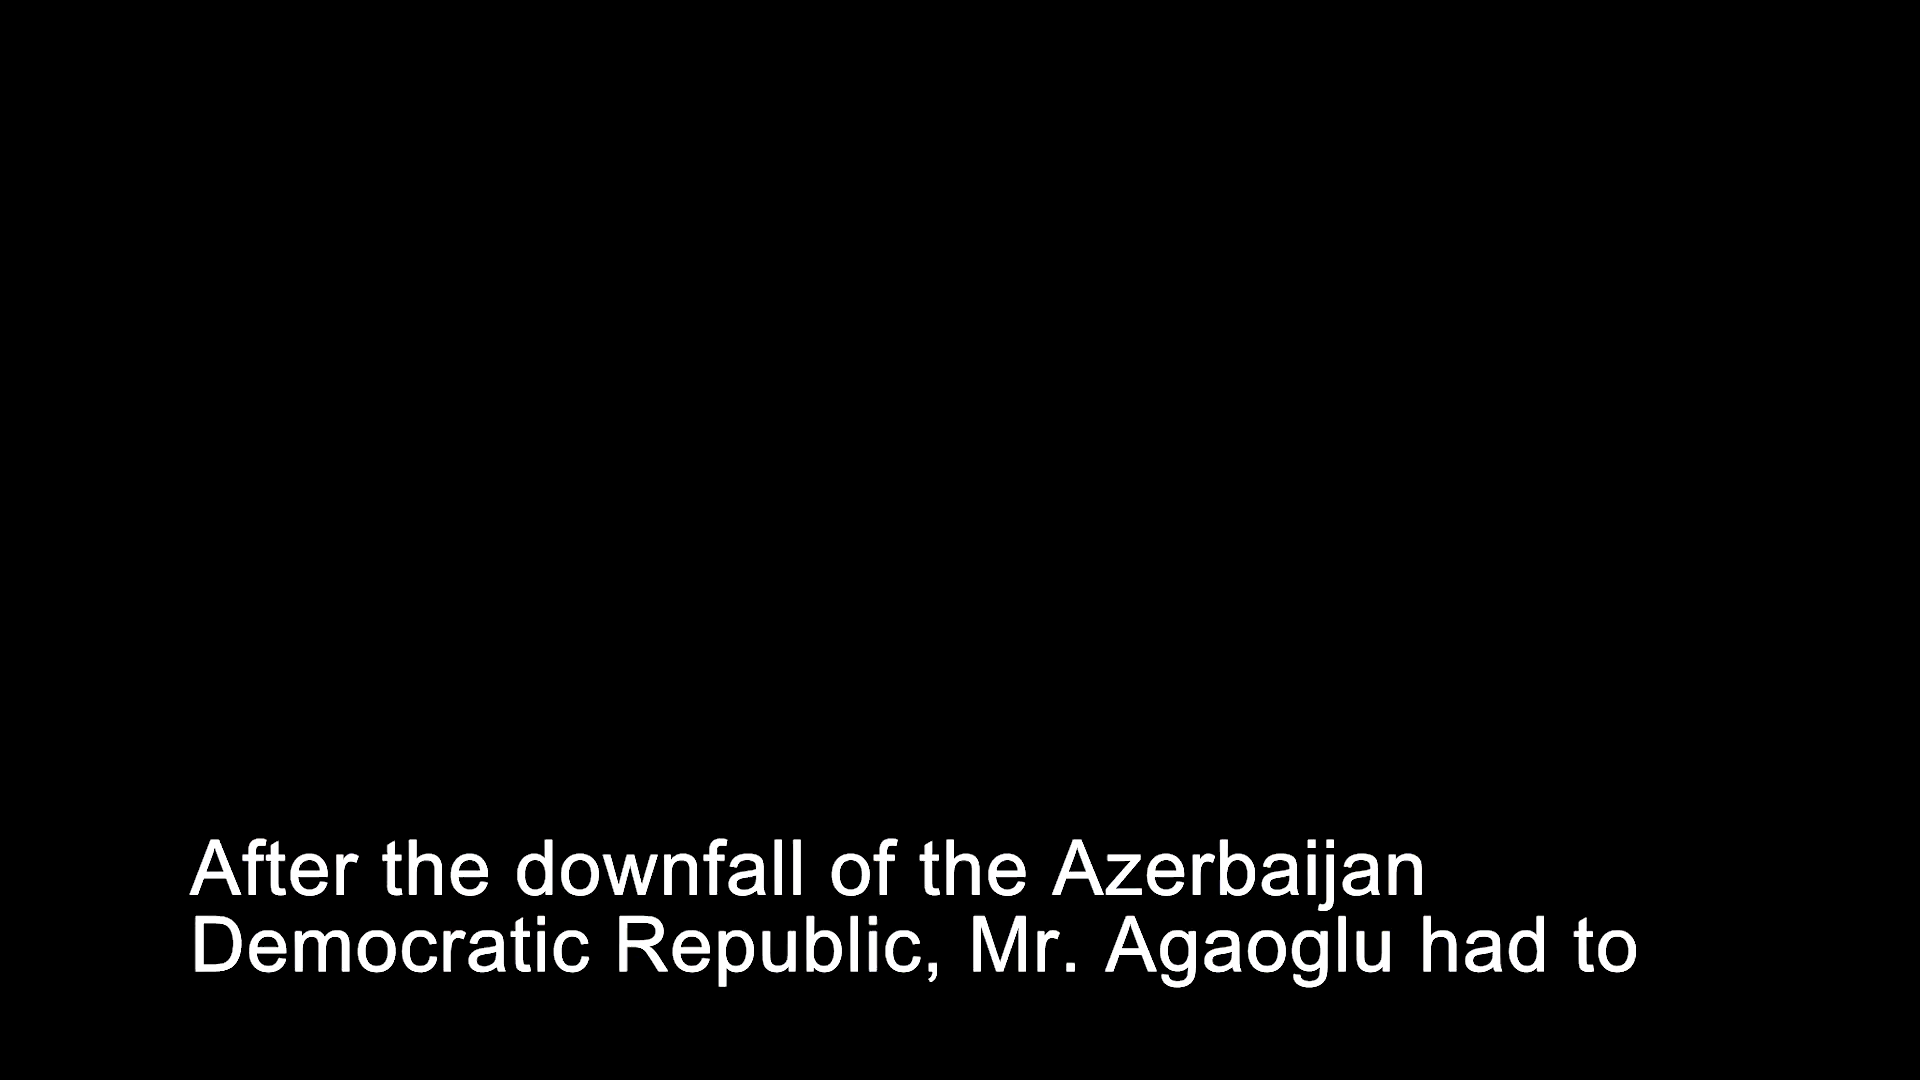 After the downfall of the Azerbaijan
Democratic Republic, Mr. Agaoglu had to